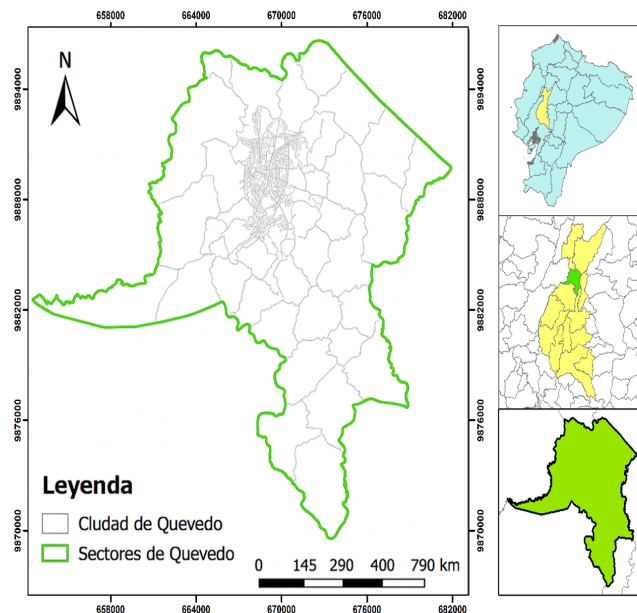 658000 664000 670000 676000 682000
N
9894000 9894000
9888000 9888000
9882000 9882000
9876000 9876000
9870000 9870000
Leyenda
Ciudad de Quevedo
Sectores de Quevedo
0 145 290 400 790 km
658000 664000 670000 676000 682000